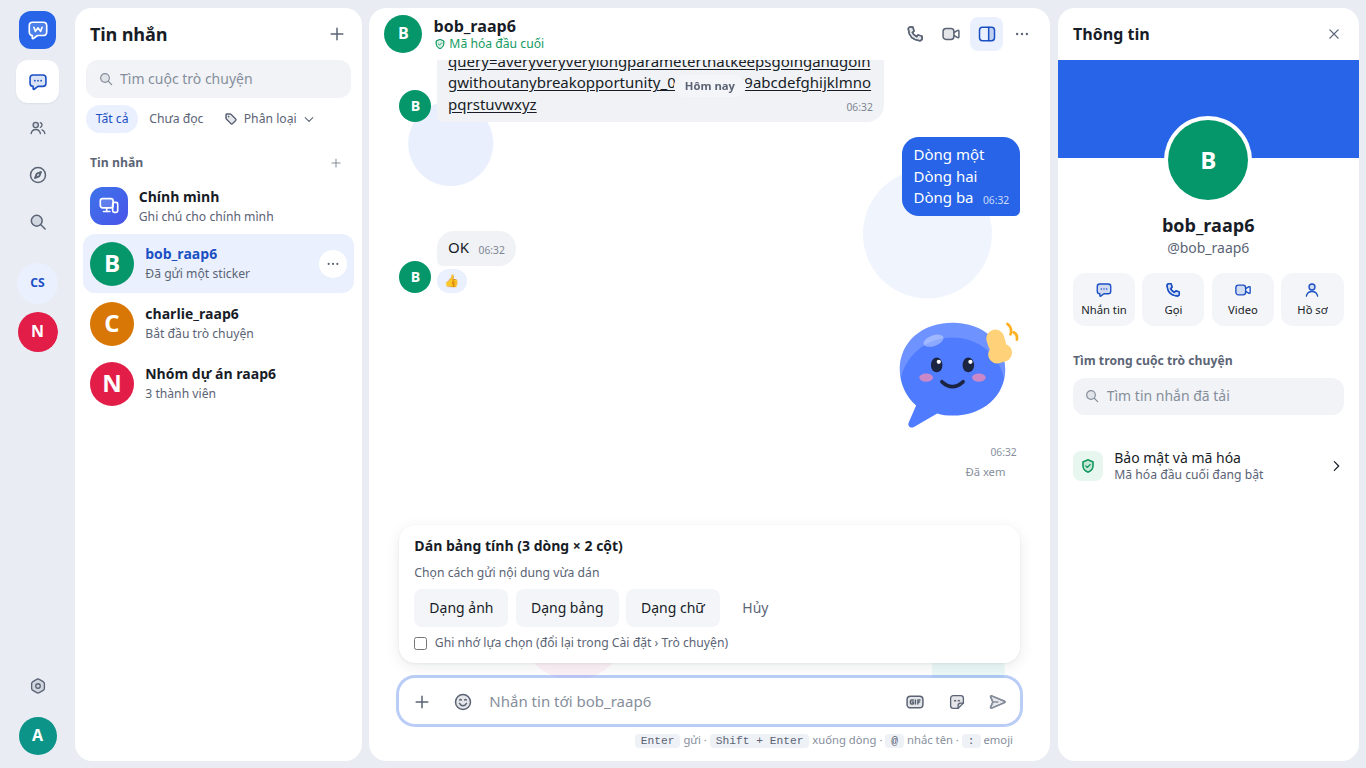 Tin nhắn
Tìm cuộc trò chuyện
Tất cả
Chưa đọc
Phân loại
Tin nhắn
Chính mình
Ghi chú cho chính mình
B
bob_raap6
Đã gửi một sticker
C
charlie_raap6
Bắt đầu trò chuyện
N
Nhóm dự án raap6
3 thành viên
CS
N
A
B
bob_raap6
Mã hóa đầu cuối
query=averyveryverylongparameterthatkeepsgoingandgoin
gwithoutanybreakopportunity_0
Hôm nay
9abcdefghijklmno
pqrstuvwxyz
06:32
B
Dòng một
Dòng hai
Dòng ba 06:32
OK 06:32
B
06:32
Đã xem
Dán bảng tính (3 dòng × 2 cột)
Chọn cách gửi nội dung vừa dán
Dạng ảnh
Dạng bảng
Dạng chữ
Hủy
Ghi nhớ lựa chọn (đổi lại trong Cài đặt › Trò chuyện)
Nhắn tin tới bob_raap6
GIF
Enter gửi · Shift + Enter xuống dòng · @ nhắc tên · : emoji
Thông tin
B
bob_raap6
@bob_raap6
Nhắn tin
Gọi
Video
Hồ sơ
Tìm trong cuộc trò chuyện
Tìm tin nhắn đã tải
Bảo mật và mã hóa
Mã hóa đầu cuối đang bật